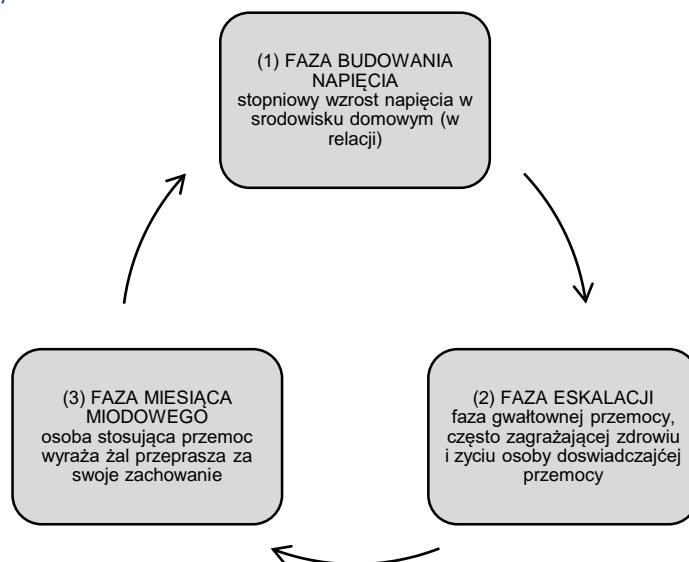 (1) FAZA BUDOWANIA
NAPIĘCIA
stopniowy wzrost napięcia w
srodowisku domowym (w
relacji)
(2) FAZA ESKALACJI
faza gwałtownej przemocy,
często zagrażającej zdrowiu
i zyciu osoby doswiadczajćej
przemocy
(3) FAZA MIESIĄCA
MIODOWEGO
osoba stosująca przemoc
wyraża żal przeprasza za
swoje zachowanie